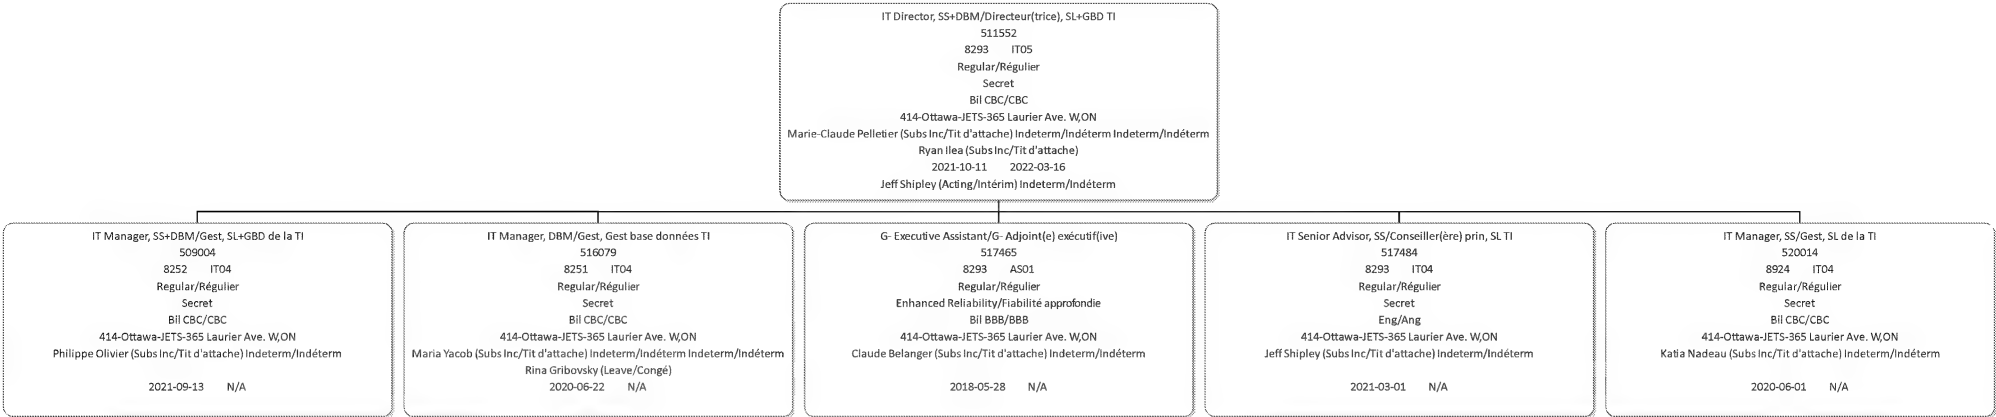 IT Director, SS+DBM/Directeur(trice), SL+GBD TI
511552
8293 IT05
Regular/Régulier
Secret
Bil CBC/CBC
414-Ottawa-JETS-365 Laurier Ave. W,ON
Marie-Claude Pelletier (Subs Inc/Tit d'attache) Indeterm/Indéterm Indeterm/Indéterm
Ryan Ilea (Subs Inc/Tit d'attache)
2021-10-11 2022-03-16
Jeff Shipley (Acting/Intérim) Indeterm/Indéterm
IT Manager, SS+DBM/Gest, SL+GBD de la TI
509004
8252 IT04
Regular/Régulier
Secret
Bil CBC/CBC
414-Ottawa-JETS-365 Laurier Ave. W,ON
Philippe Olivier (Subs Inc/Tit d'attache) Indeterm/Indéterm
2021-09-13 N/A
IT Manager, DBM/Gest, Gest base données TI
516079
8251 IT04
Regular/Régulier
Secret
Bil CBC/CBC
414-Ottawa-JETS-365 Laurier Ave. W,ON
Maria Yacob (Subs Inc/Tit d'attache) Indeterm/Indéterm Indeterm/Indéterm
Rina Gribovsky (Leave/Congé)
2020-06-22 N/A
G- Executive Assistant/G- Adjoint(e) exécutif(ive)
517465
8293 AS01
Regular/Régulier
Enhanced Reliability/Fiabilité approfondie
Bil BBB/BBB
414-Ottawa-JETS-365 Laurier Ave. W,ON
Claude Belanger (Subs Inc/Tit d'attache) Indeterm/Indéterm
2018-05-28 N/A
IT Senior Advisor, SS/Conseiller(ère) prin, SL TI
517484
8293 IT04
Regular/Régulier
Secret
Eng/Ang
414-Ottawa-JETS-365 Laurier Ave. W,ON
Jeff Shipley (Subs Inc/Tit d'attache) Indeterm/Indéterm
2021-03-01 N/A
IT Manager, SS/Gest, SL de la TI
520014
8924 IT04
Regular/Régulier
Secret
Bil CBC/CBC
414-Ottawa-JETS-365 Laurier Ave. W,ON
Katia Nadeau (Subs Inc/Tit d'attache) Indeterm/Indéterm
2020-06-01 N/A